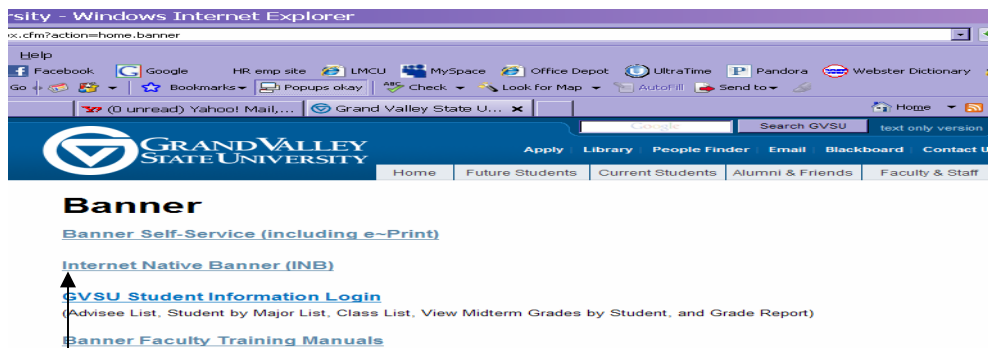 rsity - Windows Internet Explorer
x.cfm?action=home.banner
Help
Facebook Google HR emp site LMCU MySpace Office Depot UltraTime Pandora Webster Dictionary
Go Bookmarks Popups okay Check Look for Map AutoFill Send to
(0 unread) Yahoo! Mail,... Grand Valley State U... Home
Google Search GVSU text only version
GRAND VALLEY
STATE UNIVERSITY
Apply Library People Finder Email Blackboard Contact U
Home Future Students Current Students Alumni & Friends Faculty & Staff
Banner
Banner Self-Service (including e~Print)
Internet Native Banner (INB)
GVSU Student Information Login
(Advisee List, Student by Major List, Class List, View Midterm Grades by Student, and Grade Report)
Banner Faculty Training Manuals